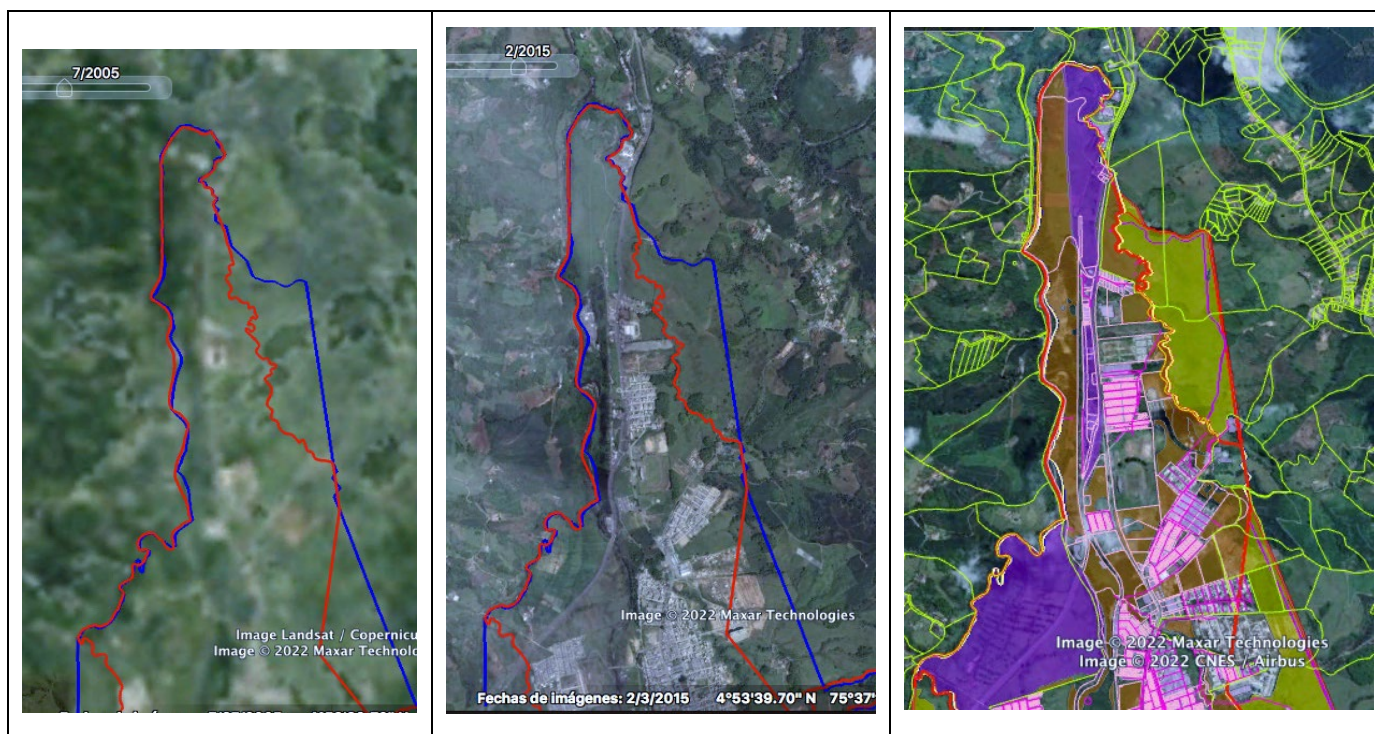 7/2005
Image Landsat / Copernicu
Image © 2022 Maxar Technolo
2/2015
Image © 2022 Maxar Technologies
Fechas de imágenes: 2/3/2015 4°53'39.70" N 75°37'
Image © 2022 Maxar Technologies
Image © 2022 CNES / Airbus